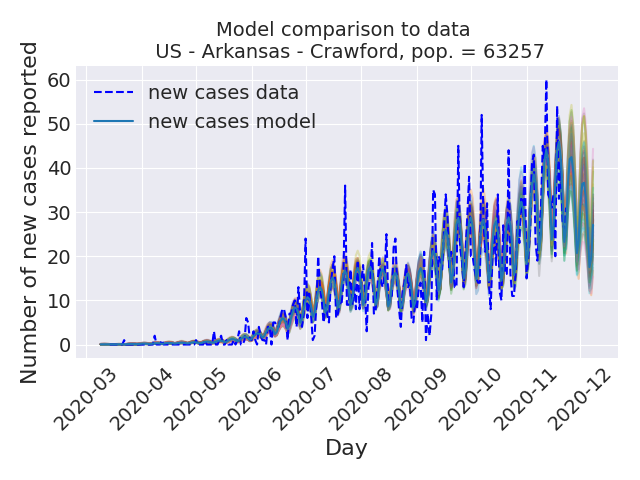 Model comparison to data
US - Arkansas - Crawford, pop. = 63257
Number of new cases reported
60
50
40
30
20
10
0
new cases data
new cases model
2020-03
2020-04
2020-05
2020-06
2020-07
2020-08
2020-09
2020-10
2020-11
2020-12
Day